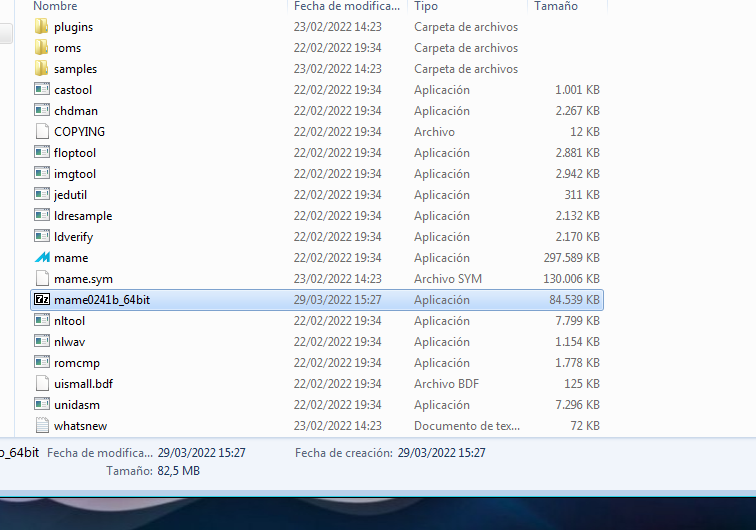 Nombre Fecha de modifica... Tipo Tamaño
plugins 23/02/2022 14:23 Carpeta de archivos
roms 22/02/2022 19:34 Carpeta de archivos
samples 23/02/2022 14:23 Carpeta de archivos
castool 22/02/2022 19:34 Aplicación 1.001 KB
chdman 22/02/2022 19:34 Aplicación 2.267 KB
COPYING 22/02/2022 19:34 Archivo 12 KB
floptool 22/02/2022 19:34 Aplicación 2.881 KB
imgtool 22/02/2022 19:34 Aplicación 2.942 KB
jedutil 22/02/2022 19:34 Aplicación 311 KB
ldresample 22/02/2022 19:34 Aplicación 2.132 KB
ldverify 22/02/2022 19:34 Aplicación 2.170 KB
mame 22/02/2022 19:34 Aplicación 297.589 KB
mame.sym 23/02/2022 14:23 Archivo SYM 130.006 KB
7z mame0241b_64bit 29/03/2022 15:27 Aplicación 84.539 KB
nltool 22/02/2022 19:34 Aplicación 7.799 KB
nlwav 22/02/2022 19:34 Aplicación 1.154 KB
romcmp 22/02/2022 19:34 Aplicación 1.778 KB
uismall.bdf 22/02/2022 19:34 Archivo BDF 125 KB
unidasm 22/02/2022 19:34 Aplicación 7.296 KB
whatsnew 23/02/2022 14:23 Documento de tex... 72 KB
b_64bit Fecha de modifica... 29/03/2022 15:27 Fecha de creación: 29/03/2022 15:27
Tamaño: 82,5 MB